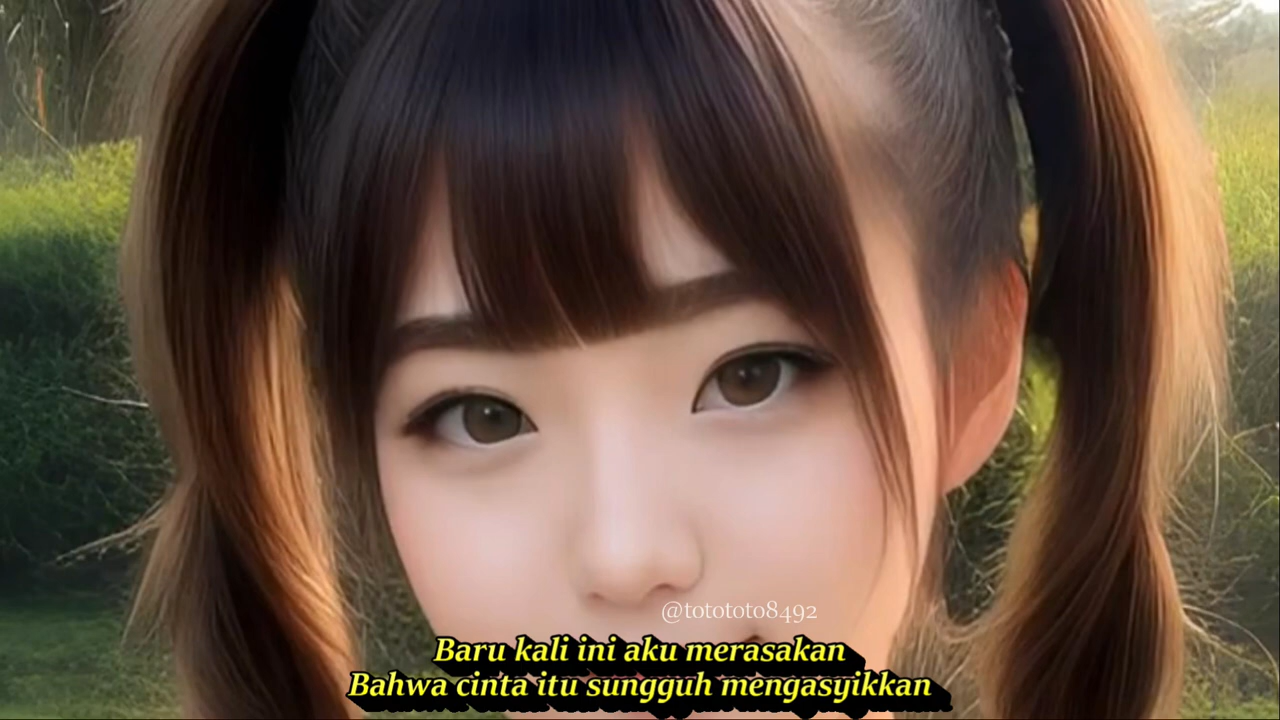 @totototo8492
Baru kali ini aku merasakan
Bahwa cinta itu sungguh mengasyikkan